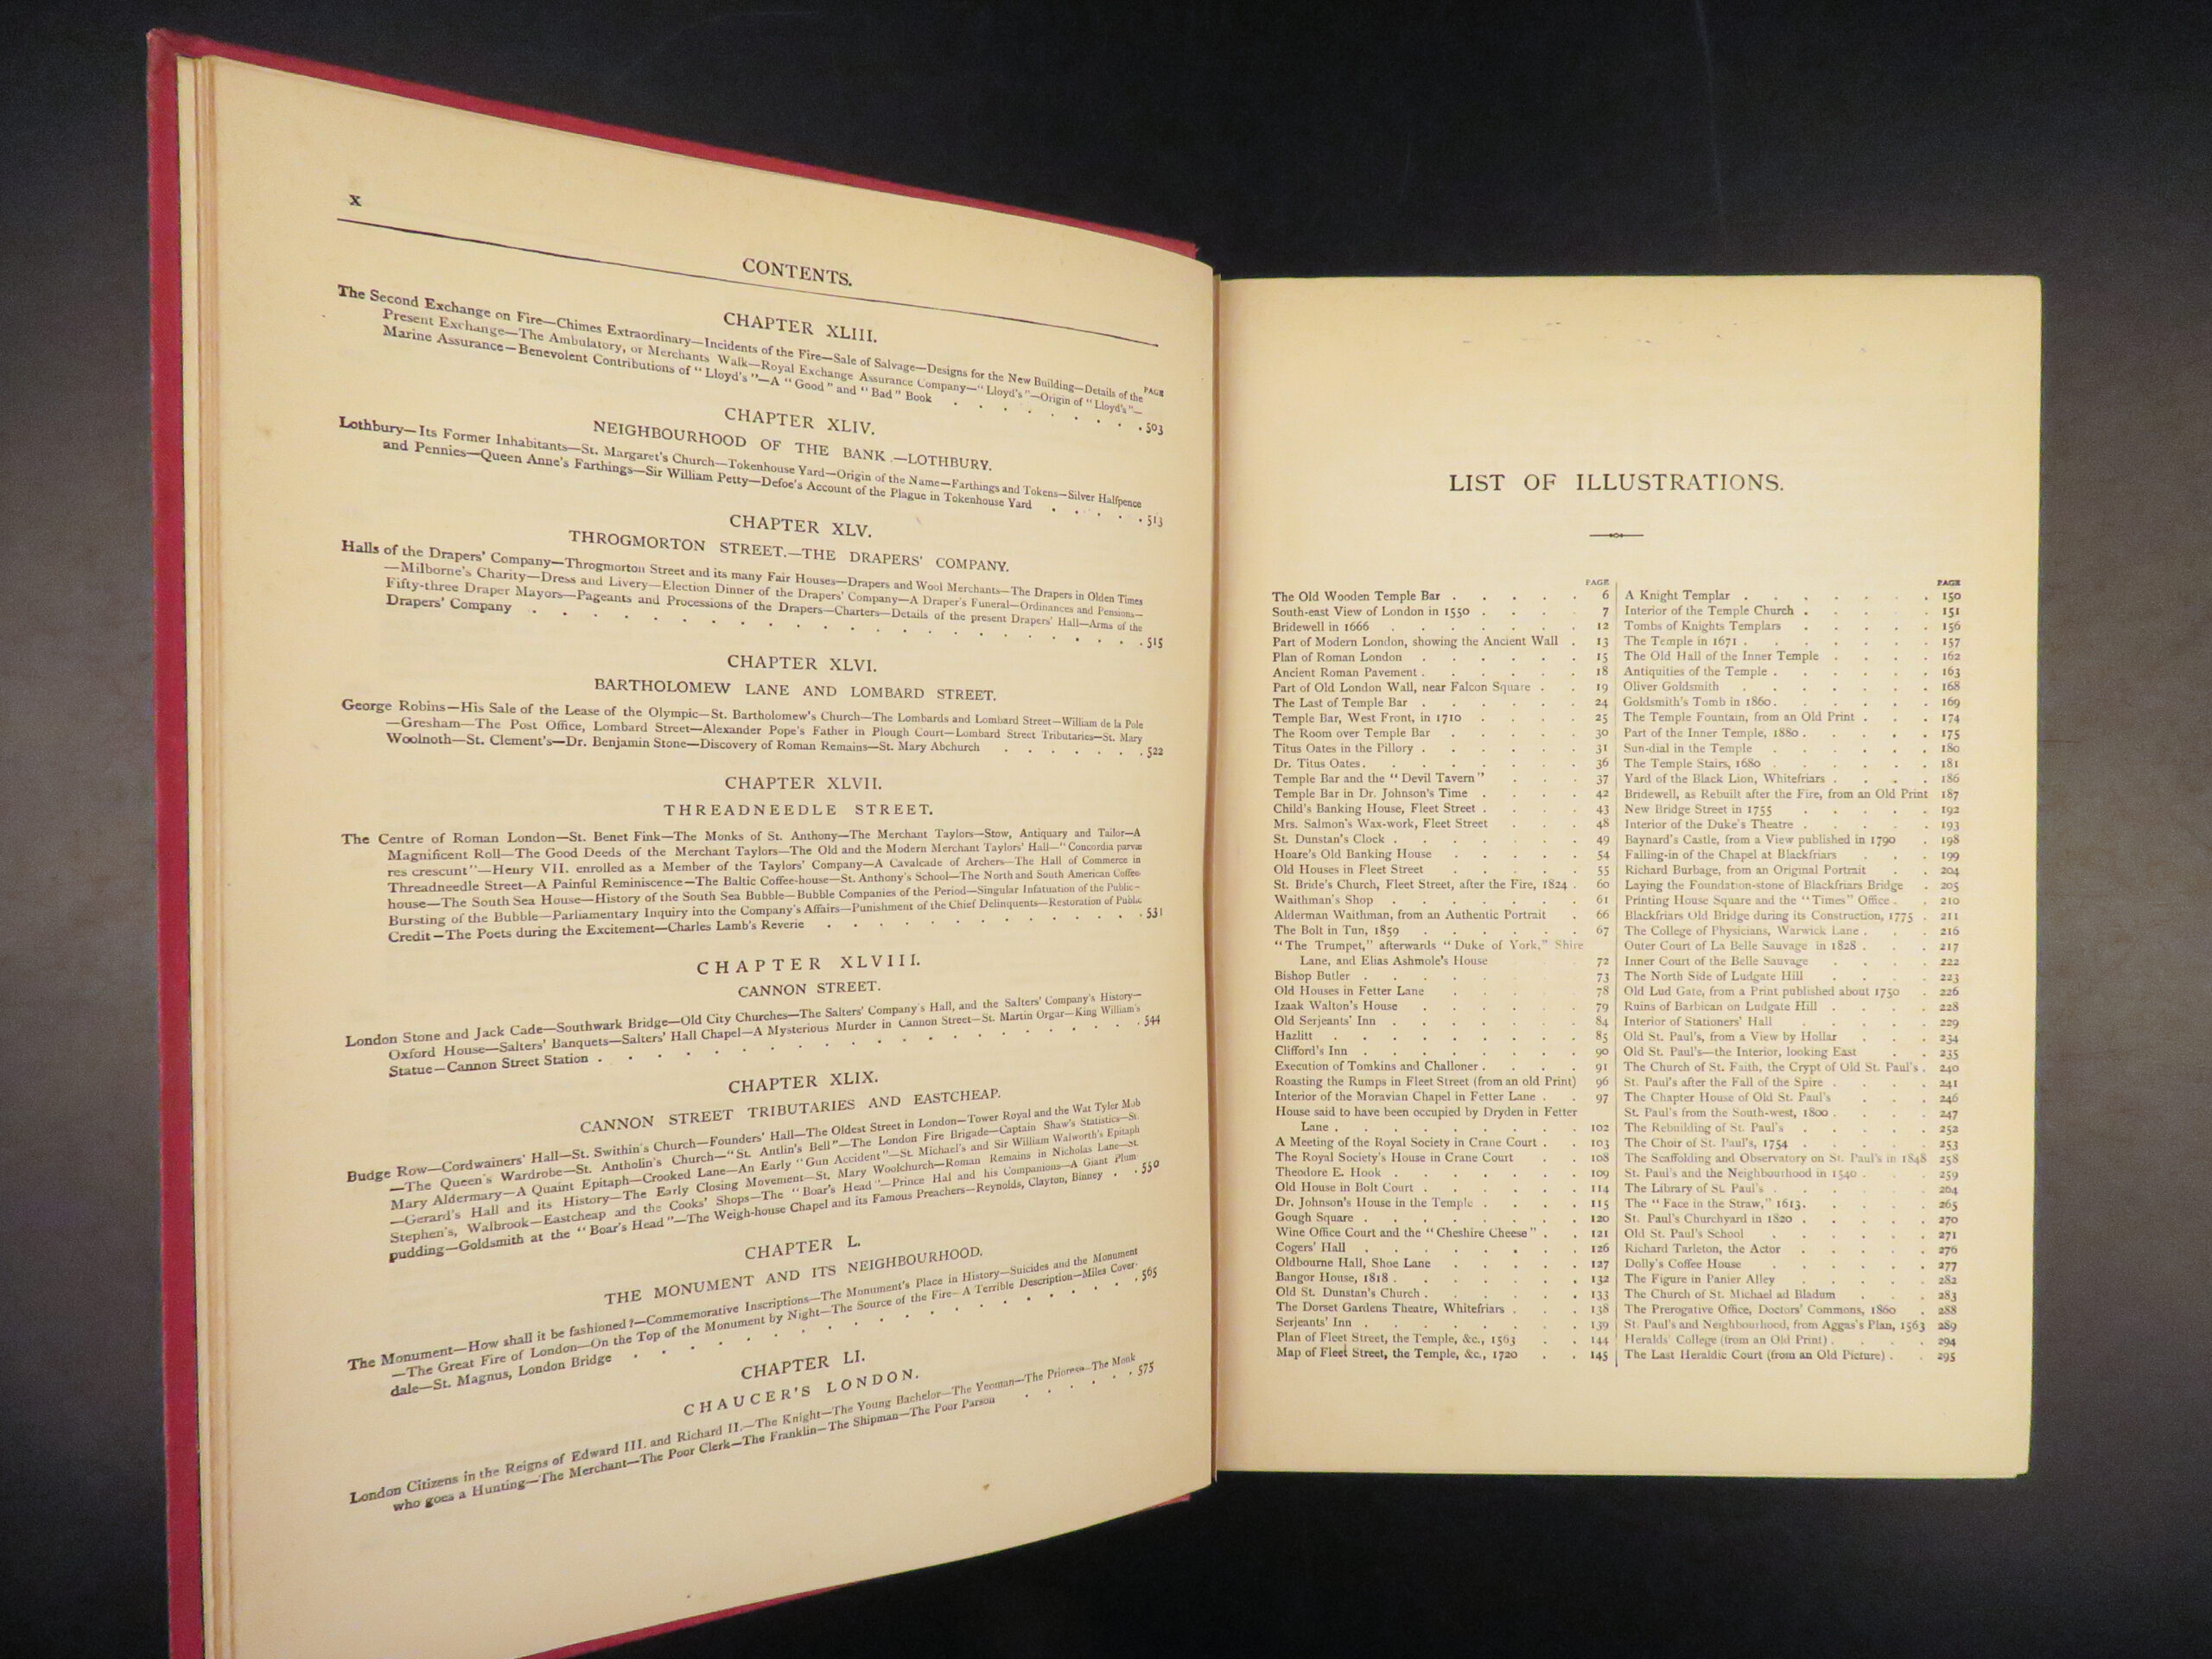 x
CONTENTS.
CHAPTER XLIII.
PAGE
The Second Exchange on Fire—Chimes Extraordinary—Incidents of the Fire—Sale of Salvage—Designs for the New Building—Details of the
Present Exchange—The Ambulatory, or Merchants Walk—Royal Exchange Assurance Company—"Lloyd's"—Origin of "Lloyd's"—
Marine Assurance—Benevolent Contributions of "Lloyd's"—A "Good" and "Bad" Book . . . . . . . . 503
CHAPTER XLIV.
NEIGHBOURHOOD OF THE BANK.—LOTHBURY.
Lothbury—Its Former Inhabitants—St. Margaret's Church—Tokenhouse Yard—Origin of the Name—Farthings and Tokens—Silver Halfpence
and Pennies—Queen Anne's Farthings—Sir William Petty—Defoe's Account of the Plague in Tokenhouse Yard . . . . . 513
CHAPTER XLV.
THROGMORTON STREET.—THE DRAPERS' COMPANY.
Halls of the Drapers' Company—Throgmorton Street and its many Fair Houses—Drapers and Wool Merchants—The Drapers in Olden Times
—Milborne's Charity—Dress and Livery—Election Dinner of the Drapers' Company—A Draper's Funeral—Ordinances and Pensions—
Fifty-three Draper Mayors—Pageants and Processions of the Drapers—Charters—Details of the present Drapers' Hall—Arms of the
Drapers' Company . . . . . . . . 515
CHAPTER XLVI.
BARTHOLOMEW LANE AND LOMBARD STREET.
George Robins—His Sale of the Lease of the Olympic—St. Bartholomew's Church—The Lombards and Lombard Street—William de la Pole
—Gresham—The Post Office, Lombard Street—Alexander Pope's Father in Plough Court—Lombard Street Tributaries—St. Mary
Woolnoth—St. Clement's—Dr. Benjamin Stone—Discovery of Roman Remains—St. Mary Abchurch . . . . . . . 522
CHAPTER XLVII.
THREADNEEDLE STREET.
The Centre of Roman London—St. Benet Fink—The Monks of St. Anthony—The Merchant Taylors—Stow, Antiquary and Tailor—A
Magnificent Roll—The Good Deeds of the Merchant Taylors—The Old and the Modern Merchant Taylors' Hall—"Concordia parvæ
res crescunt"—Henry VII. enrolled as a Member of the Taylors' Company—A Cavalcade of Archers—The Hall of Commerce in
Threadneedle Street—A Painful Reminiscence—The Baltic Coffee-house—St. Anthony's School—The North and South American Coffee-
house—The South Sea House—History of the South Sea Bubble—Bubble Companies of the Period—Singular Infatuation of the Public—
Bursting of the Bubble—Parliamentary Inquiry into the Company's Affairs—Punishment of the Chief Delinquents—Restoration of Public
Credit—The Poets during the Excitement—Charles Lamb's Reverie . . . . . . . . 531
CHAPTER XLVIII.
CANNON STREET.
London Stone and Jack Cade—Southwark Bridge—Old City Churches—The Salters' Company's Hall, and the Salters' Company's History—
Oxford House—Salters' Banquets—Salters' Hall Chapel—A Mysterious Murder in Cannon Street—St. Martin Orgar—King William's
Statue—Cannon Street Station . . . . . . . . 544
CHAPTER XLIX.
CANNON STREET TRIBUTARIES AND EASTCHEAP.
Budge Row—Cordwainers' Hall—St. Swithin's Church—Founders' Hall—The Oldest Street in London—Tower Royal and the Wat Tyler Mob
—The Queen's Wardrobe—St. Antholin's Church—"St. Antlin's Bell"—The London Fire Brigade—Captain Shaw's Statistics—St.
Mary Aldermary—A Quaint Epitaph—Crooked Lane—An Early "Gun Accident"—St. Michael's and Sir William Walworth's Epitaph
—Gerard's Hall and its History—The Early Closing Movement—St. Mary Woolchurch—Roman Remains in Nicholas Lane—St.
Stephen's, Walbrook—Eastcheap and the Cooks' Shops—The "Boar's Head"—Prince Hal and his Companions—A Giant Plum-
pudding—Goldsmith at the "Boar's Head"—The Weigh-house Chapel and its Famous Preachers—Reynolds, Clayton, Binney . . 550
CHAPTER L.
THE MONUMENT AND ITS NEIGHBOURHOOD.
The Monument—How shall it be fashioned?—Commemorative Inscriptions—The Monument's Place in History—Suicides and the Monument
—The Great Fire of London—On the Top of the Monument by Night—The Source of the Fire—A Terrible Description—Miles Cover-
dale—St. Magnus, London Bridge . . . . . . . . 565
CHAPTER LI.
CHAUCER'S LONDON.
London Citizens in the Reigns of Edward III. and Richard II.—The Knight—The Young Bachelor—The Yeoman—The Prioress—The Monk
who goes a Hunting—The Merchant—The Poor Clerk—The Franklin—The Shipman—The Poor Parson . . . . . . 575
LIST OF ILLUSTRATIONS.
PAGE
The Old Wooden Temple Bar . . . . . 6
South-east View of London in 1550 . . . . 7
Bridewell in 1666 . . . . . . 12
Part of Modern London, showing the Ancient Wall . 13
Plan of Roman London . . . . . . 15
Ancient Roman Pavement . . . . . . 18
Part of Old London Wall, near Falcon Square . . 19
The Last of Temple Bar . . . . . . 24
Temple Bar, West Front, in 1710 . . . . 25
The Room over Temple Bar . . . . . 30
Titus Oates in the Pillory . . . . . . 31
Dr. Titus Oates . . . . . . . 36
Temple Bar and the "Devil Tavern" . . . 37
Temple Bar in Dr. Johnson's Time . . . . 42
Child's Banking House, Fleet Street . . . . 43
Mrs. Salmon's Wax-work, Fleet Street . . . 48
St. Dunstan's Clock . . . . . . . 49
Hoare's Old Banking House . . . . . 54
Old Houses in Fleet Street . . . . . 55
St. Bride's Church, Fleet Street, after the Fire, 1824 . 60
Waithman's Shop . . . . . . . 61
Alderman Waithman, from an Authentic Portrait . 66
The Bolt in Tun, 1859 . . . . . . 67
"The Trumpet," afterwards "Duke of York," Shire
Lane, and Elias Ashmole's House 72
Bishop Butler . . . . . 73
Old Houses in Fetter Lane . . . 78
Izaak Walton's House . . . . . . 79
Old Serjeants' Inn . . . . . . . 84
Hazlitt . . . . . . . . . 85
Clifford's Inn . . . . . . . . 90
Execution of Tomkins and Challoner . . . . 91
Roasting the Rumps in Fleet Street (from an old Print) 96
Interior of the Moravian Chapel in Fetter Lane . . 97
House said to have been occupied by Dryden in Fetter
Lane . . . . . . . . . 102
A Meeting of the Royal Society in Crane Court . . 103
The Royal Society's House in Crane Court . . 108
Theodore E. Hook . . . . . . . 109
Old House in Bolt Court . . . . . . 114
Dr. Johnson's House in the Temple . . . . 115
Gough Square . . . . . . . . 120
Wine Office Court and the "Cheshire Cheese" . . 121
Cogers' Hall . . . . . . . . 126
Oldbourne Hall, Shoe Lane . . . . . 127
Bangor House, 1818 . . . . . . . 132
Old St. Dunstan's Church . . . . . . 133
The Dorset Gardens Theatre, Whitefriars . . . 138
Serjeants' Inn . . . . . . . . 139
Plan of Fleet Street, the Temple, &c., 1563 . . 144
Map of Fleet Street, the Temple, &c., 1720 . . 145
PAGE
A Knight Templar . . . . . . . 150
Interior of the Temple Church . . . . . 151
Tombs of Knights Templars . . . . . 156
The Temple in 1671 . . . . . . . 157
The Old Hall of the Inner Temple . . . . 162
Antiquities of the Temple . . . . . . 163
Oliver Goldsmith . . . . . . . 168
Goldsmith's Tomb in 1860 . . . . . . 169
The Temple Fountain, from an Old Print . . . 174
Part of the Inner Temple, 1880 . . . . . 175
Sun-dial in the Temple . . . . . . 180
The Temple Stairs, 1680 . . . . . . 181
Yard of the Black Lion, Whitefriars . . . . 186
Bridewell, as Rebuilt after the Fire, from an Old Print 187
New Bridge Street in 1755 . . . . . 192
Interior of the Duke's Theatre . . . . . 193
Baynard's Castle, from a View published in 1790 . 198
Falling-in of the Chapel at Blackfriars . . . 199
Richard Burbage, from an Original Portrait . . 204
Laying the Foundation-stone of Blackfriars Bridge . 205
Printing House Square and the "Times" Office . . 210
Blackfriars Old Bridge during its Construction, 1775 . 211
The College of Physicians, Warwick Lane . . . 216
Outer Court of La Belle Sauvage in 1828 . . . 217
Inner Court of the Belle Sauvage . . . . 222
The North Side of Ludgate Hill . . . . 223
Old Lud Gate, from a Print published about 1750 . 226
Ruins of Barbican on Ludgate Hill . . . . 228
Interior of Stationers' Hall . . . . . 229
Old St. Paul's, from a View by Hollar . . . 234
Old St. Paul's—the Interior, looking East . . 235
The Church of St. Faith, the Crypt of Old St. Paul's . 240
St. Paul's after the Fall of the Spire . . . . 241
The Chapter House of Old St. Paul's . . . 246
St. Paul's from the South-west, 1800 . . . . 247
The Rebuilding of St. Paul's . . . . . 252
The Choir of St. Paul's, 1754 . . . . . 253
The Scaffolding and Observatory on St. Paul's in 1848 258
St. Paul's and the Neighbourhood in 1540 . . . 259
The Library of St. Paul's . . . . . . 264
The "Face in the Straw," 1613 . . . . . 265
St. Paul's Churchyard in 1820 . . . . . 270
Old St. Paul's School . . . . . . 271
Richard Tarleton, the Actor . . . . . 276
Dolly's Coffee House . . . . . . 277
The Figure in Panier Alley . . . . . 282
The Church of St. Michael ad Bladum . . . 283
The Prerogative Office, Doctors' Commons, 1860 . 288
St. Paul's and Neighbourhood, from Aggas's Plan, 1563 289
Heralds' College (from an Old Print) . . . . 294
The Last Heraldic Court (from an Old Picture) . . 295